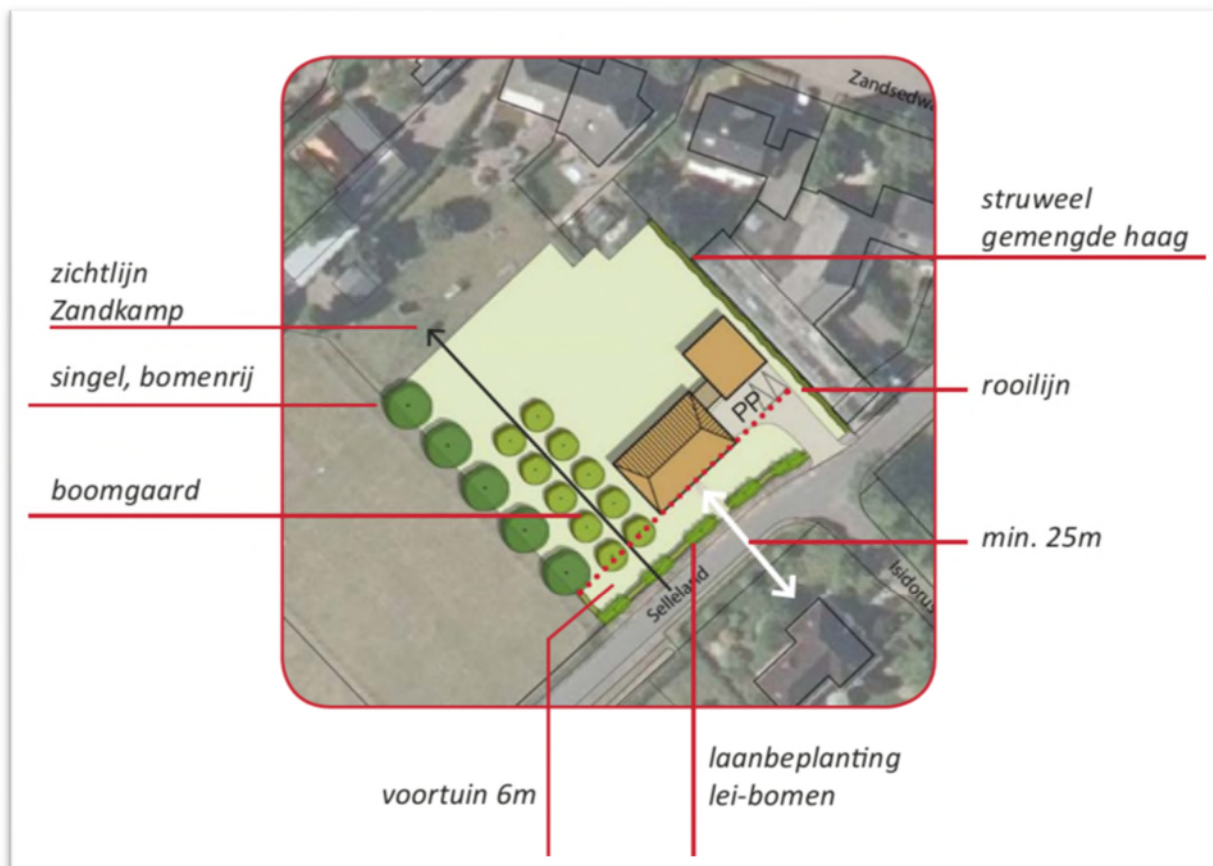 Zandsedw
struweel
gemengde haag
zichtlijn
Zandkamp
singel, bomenrij
rooilijn
PP
boomgaard
min. 25m
Isidorus
Selleland
laanbeplanting
lei-bomen
voortuin 6m